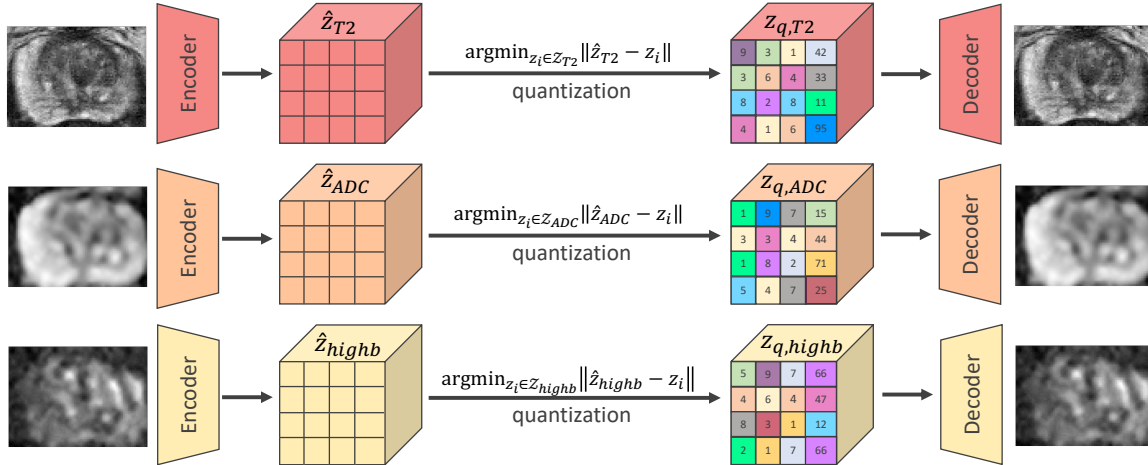 Encoder
ẑ_T2
argmin_{z_i∈Z_T2}‖ẑ_T2 − z_i‖
quantization
z_{q,T2}
9 3 1 42
3 6 4 33
8 2 8 11
4 1 6 95
Decoder
Encoder
ẑ_ADC
argmin_{z_i∈Z_ADC}‖ẑ_ADC − z_i‖
quantization
z_{q,ADC}
1 9 7 15
3 3 4 44
1 8 2 71
5 4 7 25
Decoder
Encoder
ẑ_highb
argmin_{z_i∈Z_highb}‖ẑ_highb − z_i‖
quantization
z_{q,highb}
5 9 7 66
4 6 4 47
8 3 1 12
2 1 7 66
Decoder